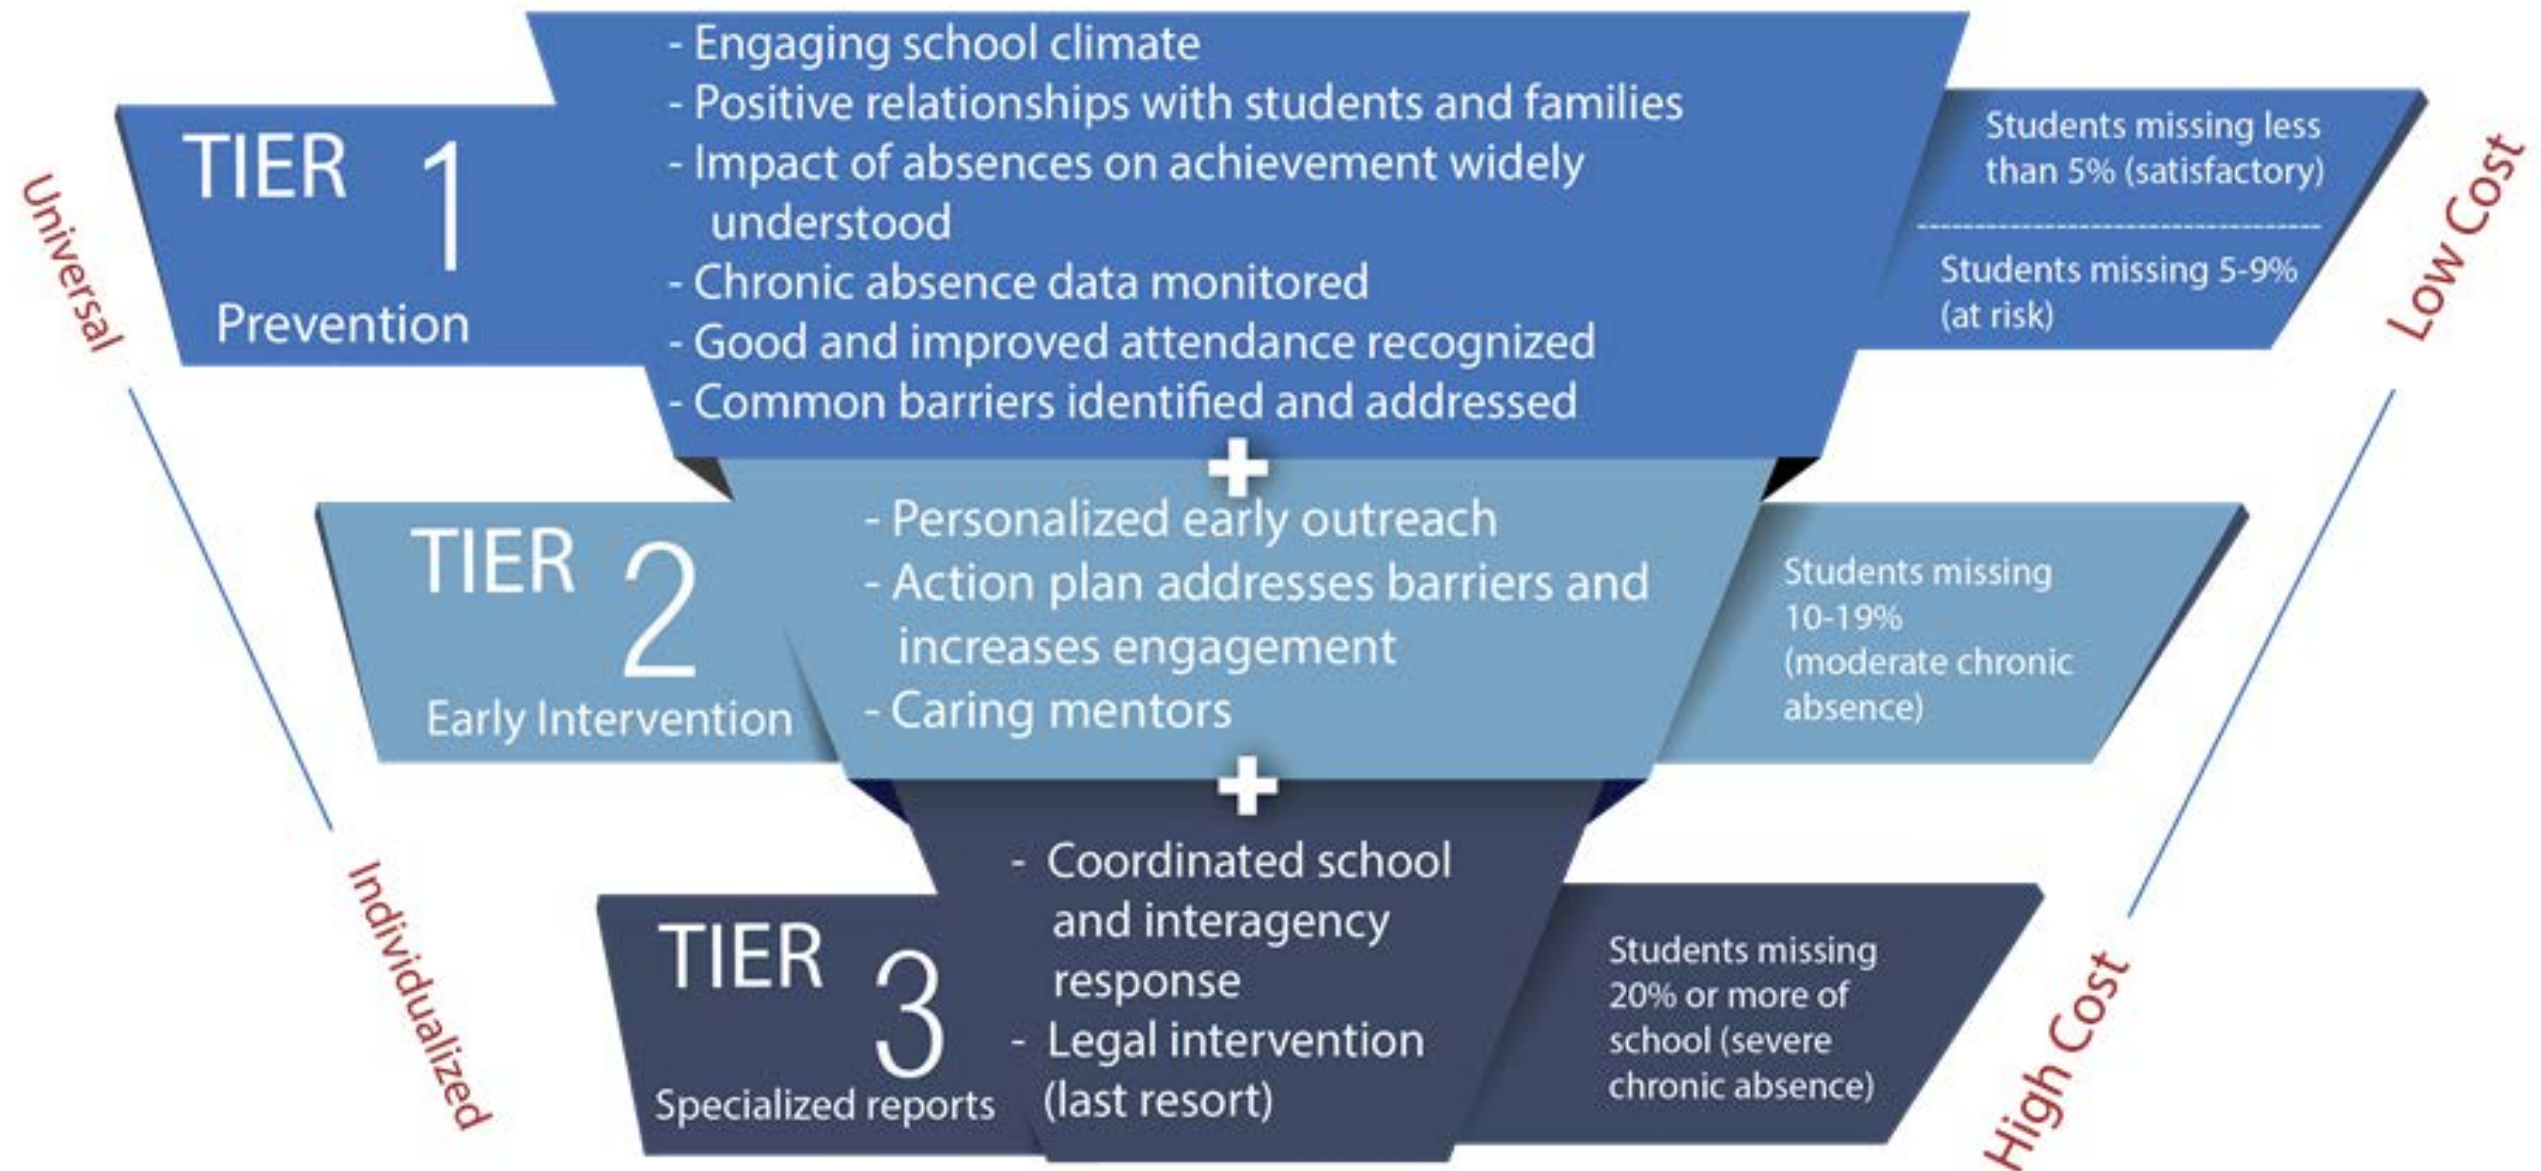 Universal
Individualized
TIER 1
Prevention
- Engaging school climate
- Positive relationships with students and families
- Impact of absences on achievement widely
understood
- Chronic absence data monitored
- Good and improved attendance recognized
- Common barriers identified and addressed
Students missing less
than 5% (satisfactory)
Students missing 5-9%
(at risk)
+
TIER 2
Early Intervention
- Personalized early outreach
- Action plan addresses barriers and
increases engagement
- Caring mentors
Students missing
10-19%
(moderate chronic
absence)
+
TIER 3
Specialized reports
- Coordinated school
and interagency
response
- Legal intervention
(last resort)
Students missing
20% or more of
school (severe
chronic absence)
Low Cost
High Cost